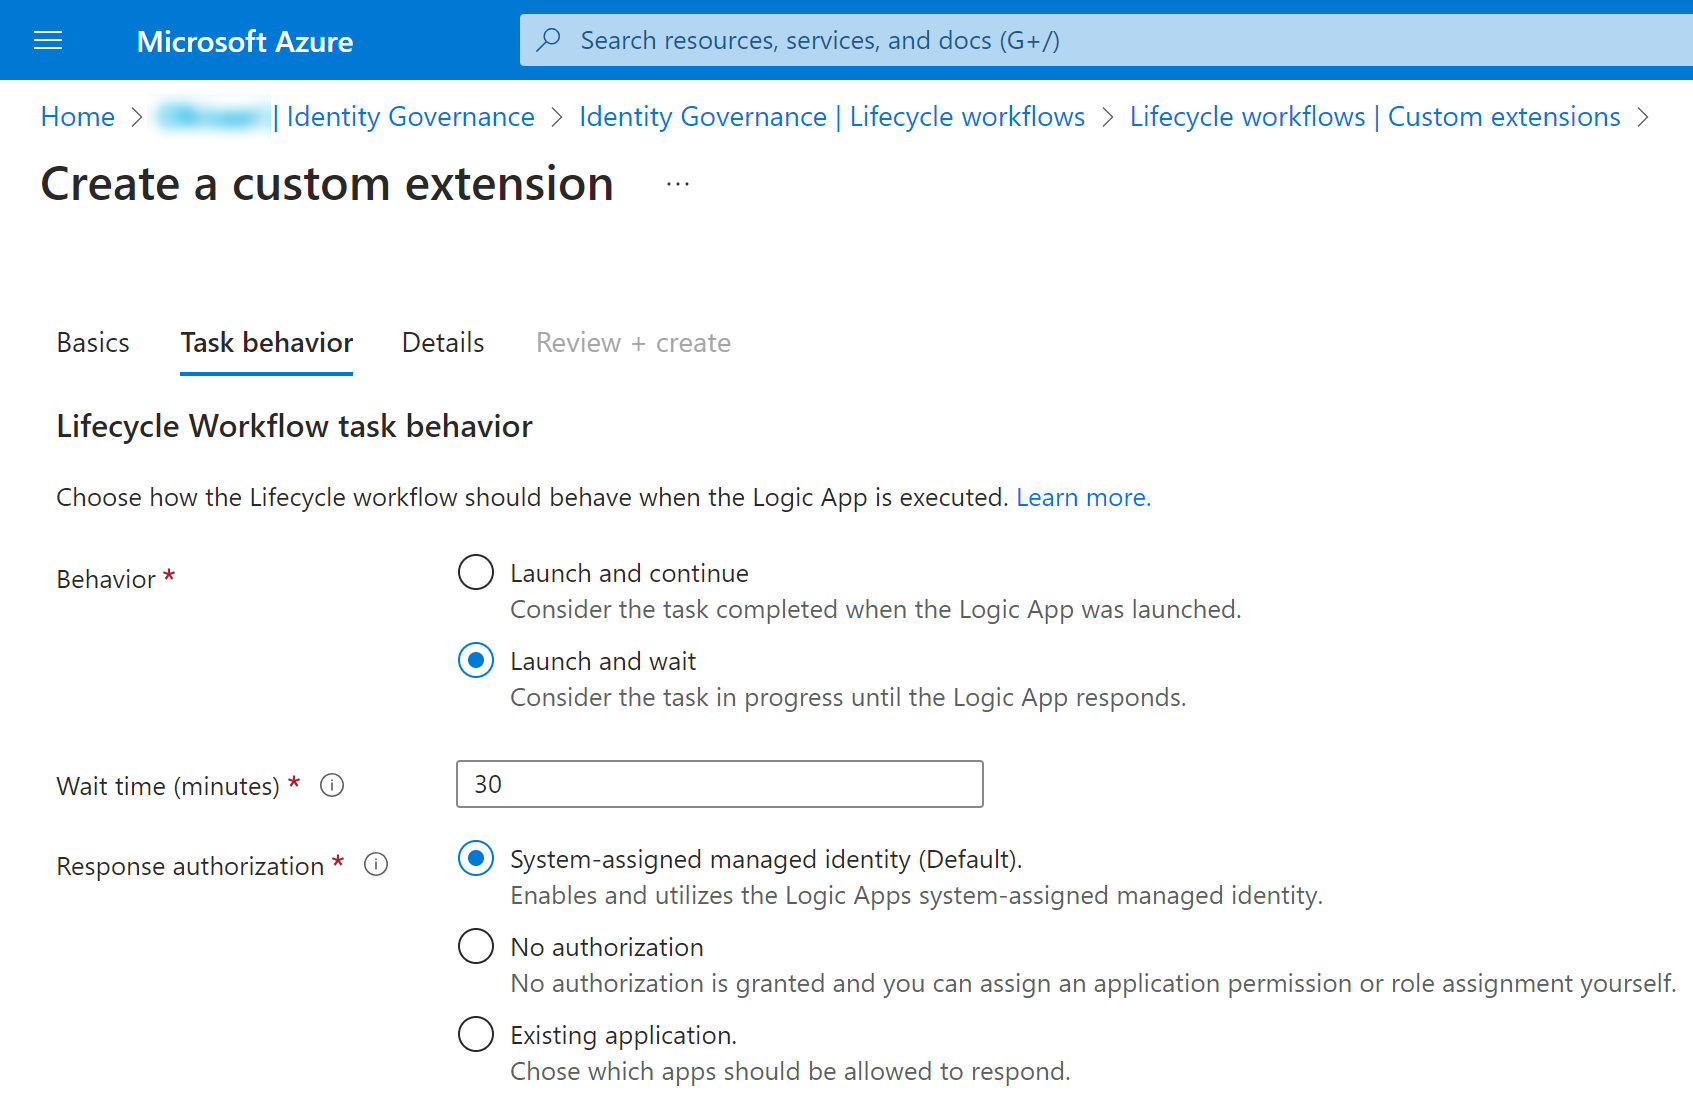 Microsoft Azure
Search resources, services, and docs (G+/)
Home > | Identity Governance > Identity Governance | Lifecycle workflows > Lifecycle workflows | Custom extensions >
Create a custom extension ...
Basics Task behavior Details Review + create
Lifecycle Workflow task behavior
Choose how the Lifecycle workflow should behave when the Logic App is executed. Learn more.
Behavior *
Launch and continue
Consider the task completed when the Logic App was launched.
Launch and wait
Consider the task in progress until the Logic App responds.
Wait time (minutes) * 30
Response authorization *
System-assigned managed identity (Default).
Enables and utilizes the Logic Apps system-assigned managed identity.
No authorization
No authorization is granted and you can assign an application permission or role assignment yourself.
Existing application.
Chose which apps should be allowed to respond.